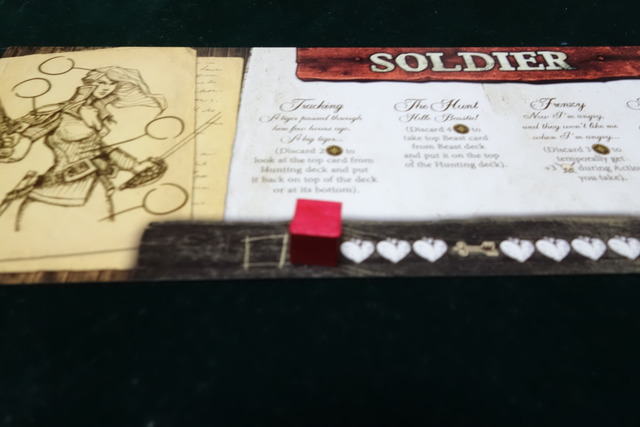 SOLDIER
Tracking
A tiger passed through
here few hours ago.
A big tiger...
(Discard 2 to
look at the top card from
Hunting deck and put
it back on top of the deck
or at its bottom).
The Hunt
Hello Beastie!
(Discard 4 to
take top Beast card
from Beast deck
and put it on the top
of the Hunting deck).
Frenzy
Now I'm angry,
and they won't like me
when I'm angry...
(Discard to
temporally get
+3 during Action
you take).